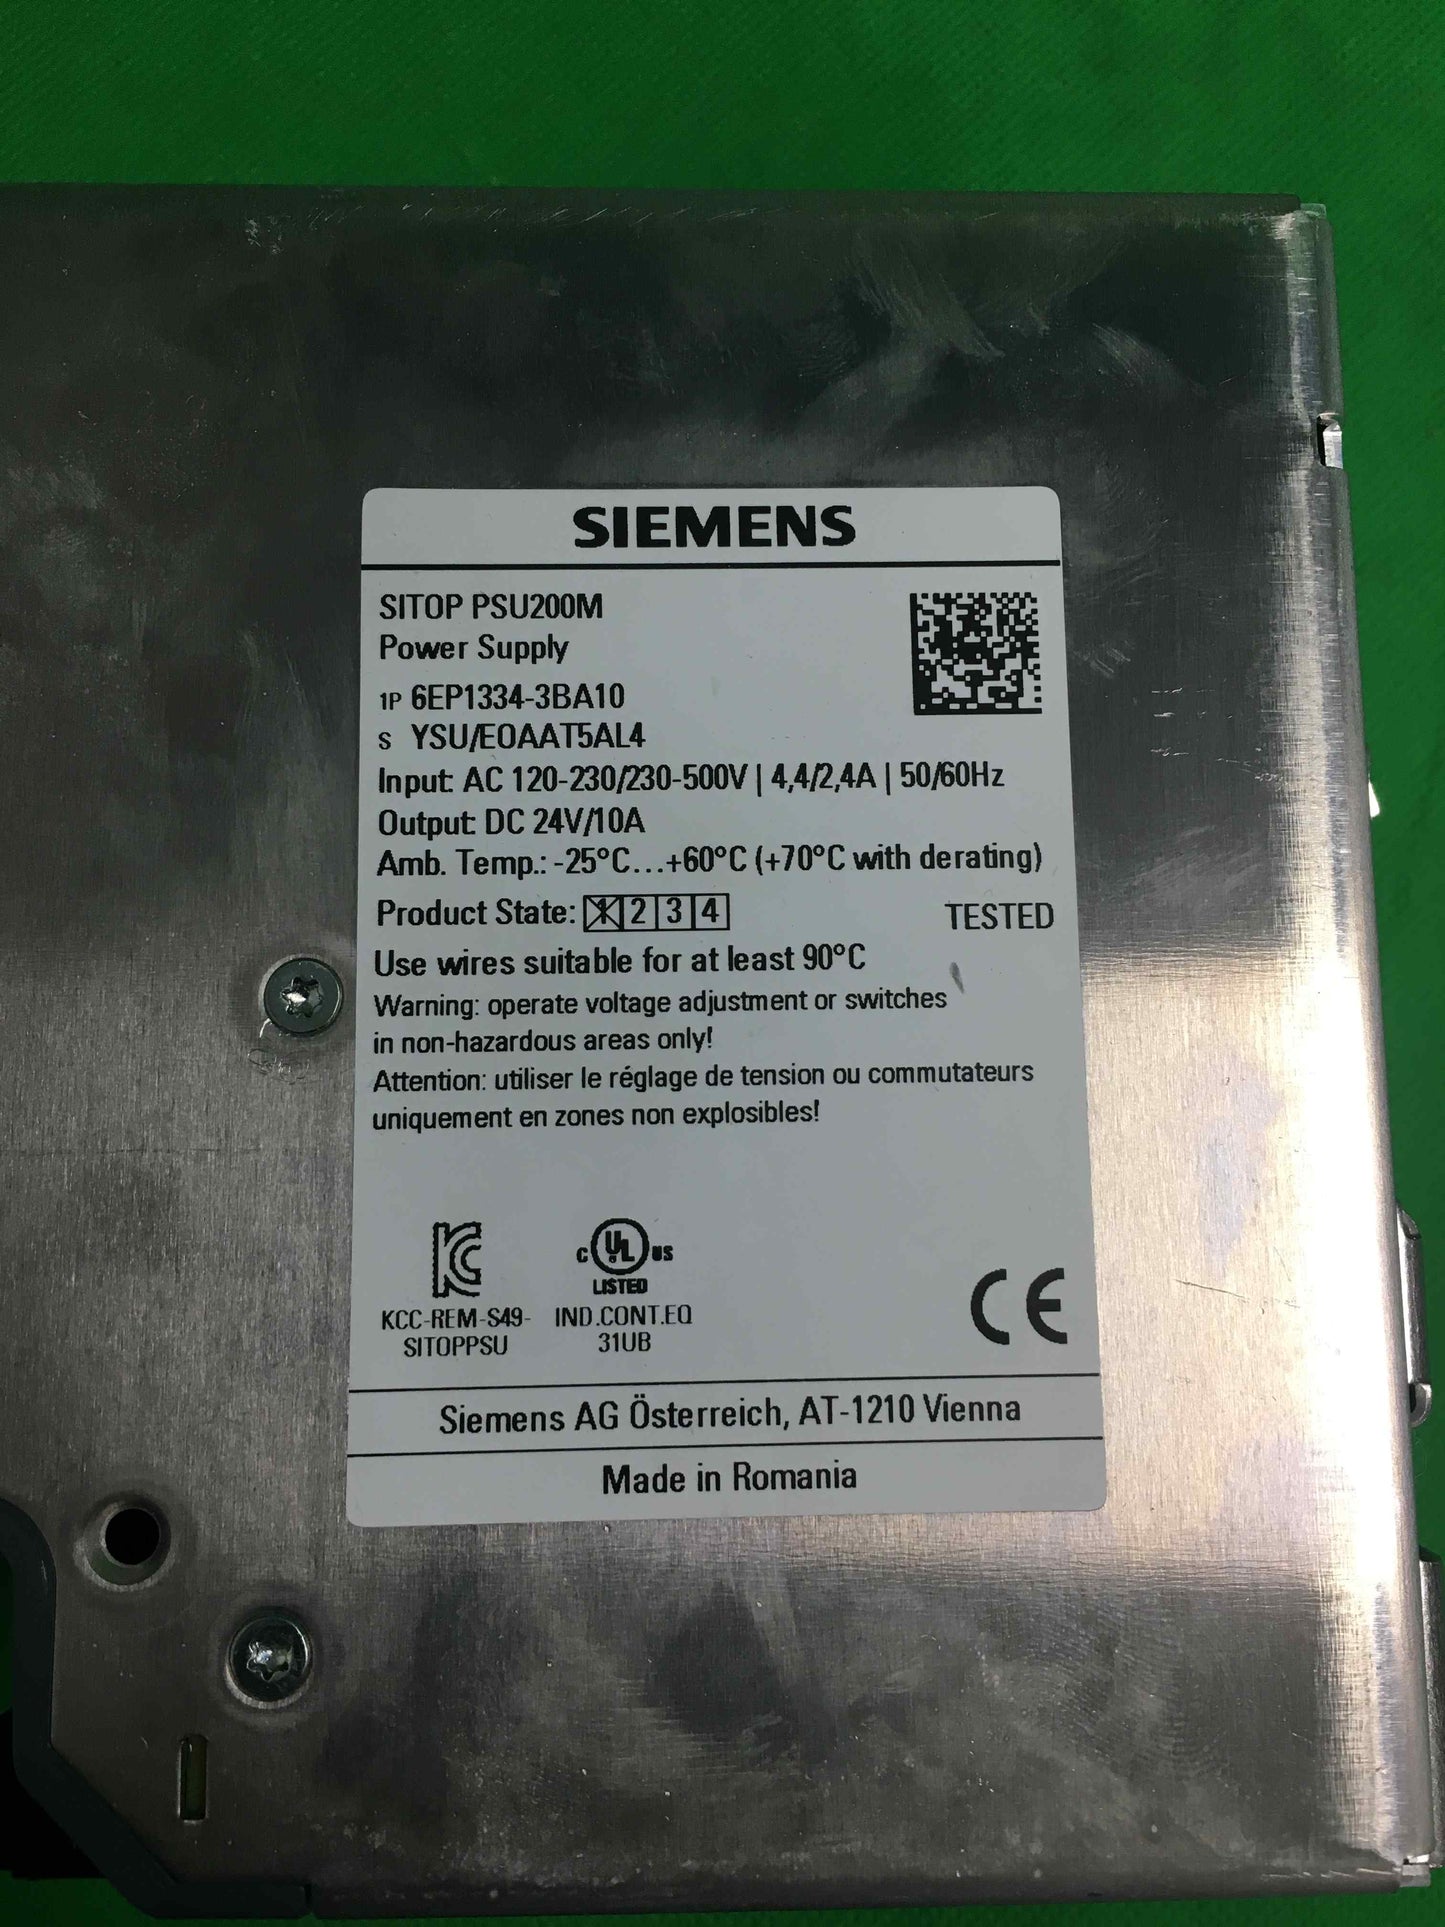 SIEMENS
SITOP PSU200M
Power Supply
1P 6EP1334-3BA10
S YSU/E0AAT5AL4
Input: AC 120-230/230-500V | 4,4/2,4A | 50/60Hz
Output: DC 24V/10A
Amb. Temp.: -25°C...+60°C (+70°C with derating)
Product State: 1 2 3 4 TESTED
Use wires suitable for at least 90°C
Warning: operate voltage adjustment or switches
in non-hazardous areas only!
Attention: utiliser le réglage de tension ou commutateurs
uniquement en zones non explosibles!
KCC-REM-S49-
SITOPPSU
C UL US
LISTED
IND.CONT.EQ
31UB
CE
Siemens AG Österreich, AT-1210 Vienna
Made in Romania